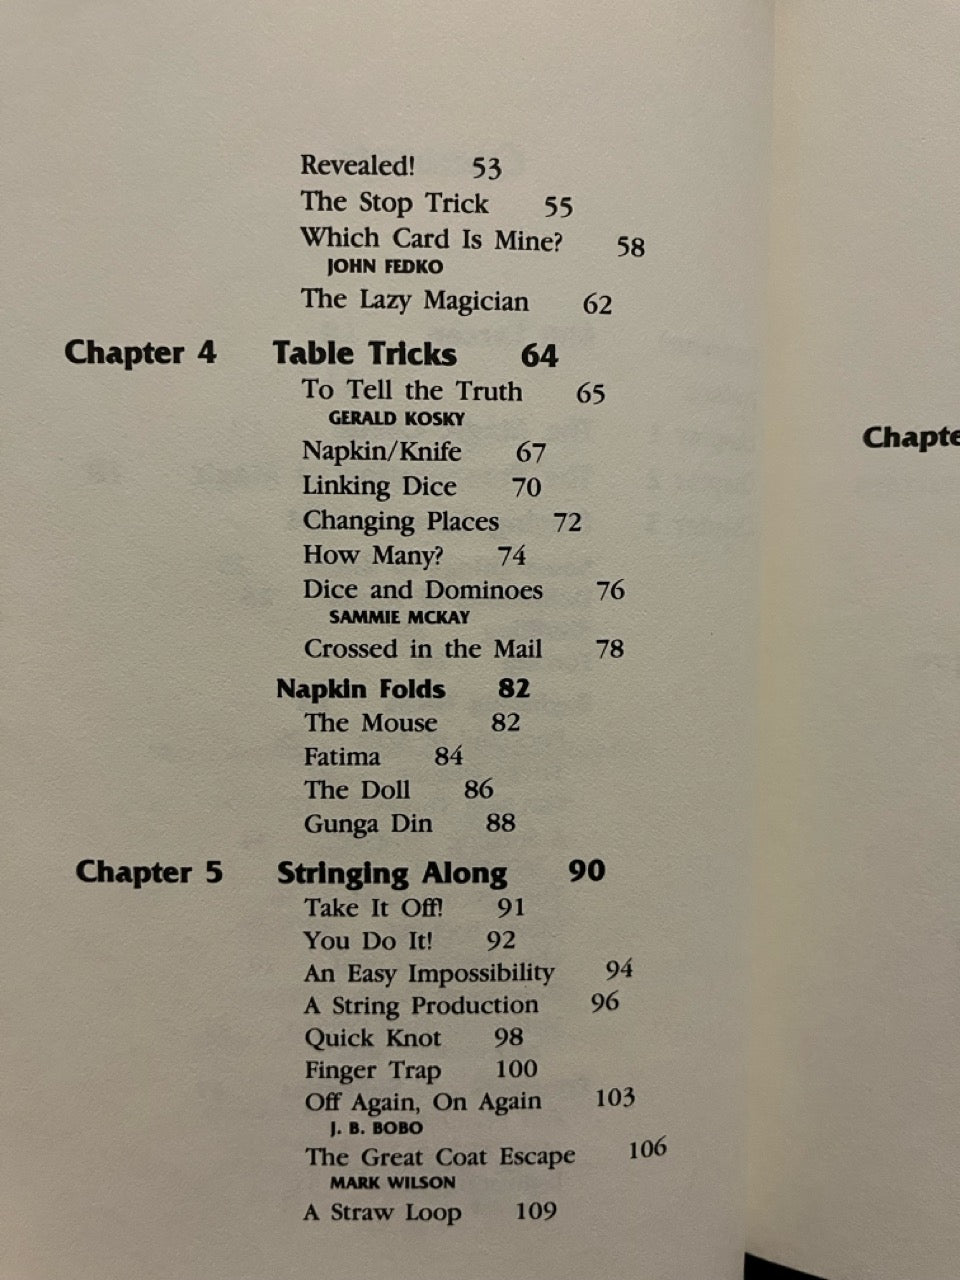 Revealed! 53
The Stop Trick 55
Which Card Is Mine? 58
JOHN FEDKO
The Lazy Magician 62
Chapter 4 Table Tricks 64
To Tell the Truth 65
GERALD KOSKY
Napkin/Knife 67
Linking Dice 70
Changing Places 72
How Many? 74
Dice and Dominoes 76
SAMMIE MCKAY
Crossed in the Mail 78
Napkin Folds 82
The Mouse 82
Fatima 84
The Doll 86
Gunga Din 88
Chapter 5 Stringing Along 90
Take It Off! 91
You Do It! 92
An Easy Impossibility 94
A String Production 96
Quick Knot 98
Finger Trap 100
Off Again, On Again 103
J. B. BOBO
The Great Coat Escape 106
MARK WILSON
A Straw Loop 109
Chapte